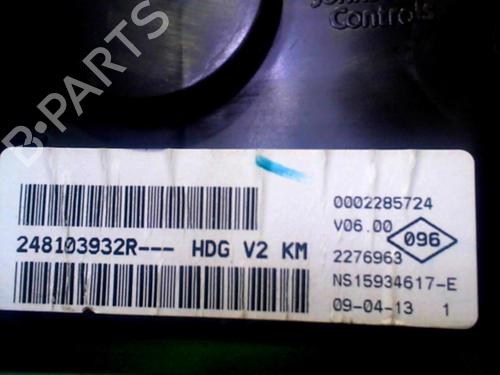 Controls
B-PARTS
0002285724
V06.00
096
248103932R--- HDG V2 KM
2276963
NS15934617-E
09-04-13 1